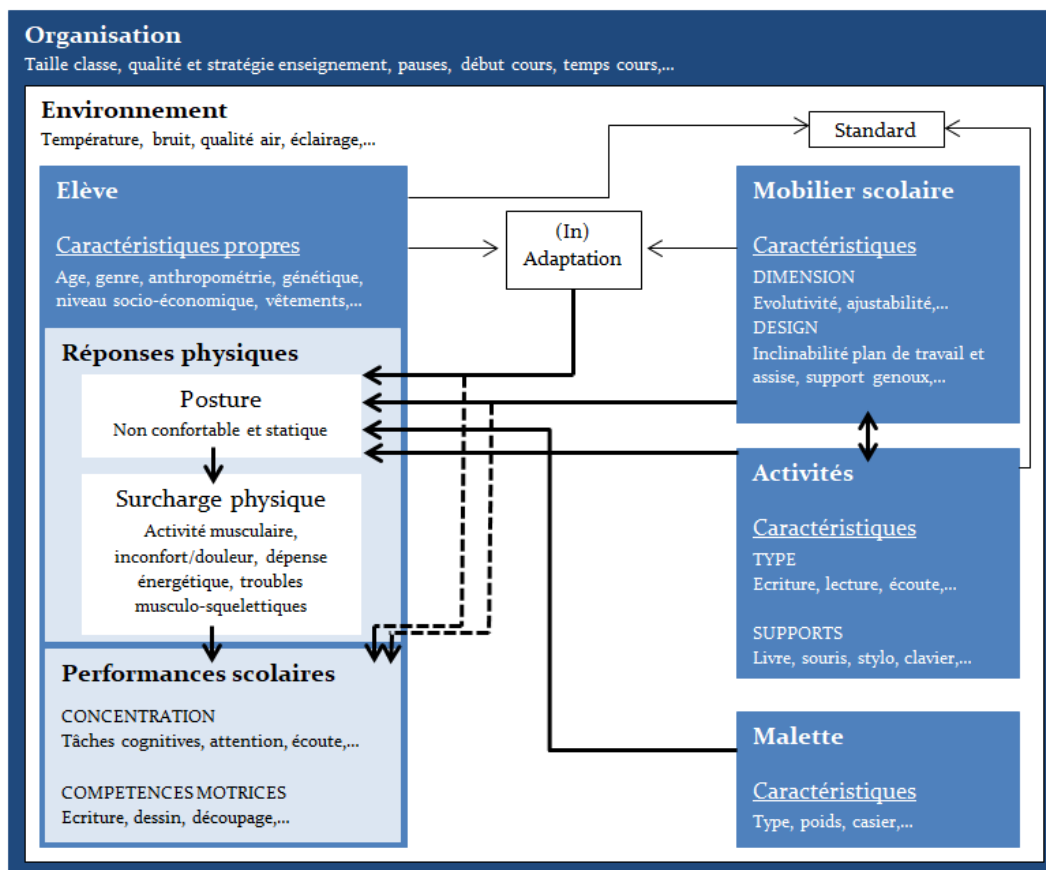 Organisation
Taille classe, qualité et stratégie enseignement, pauses, début cours, temps cours,...
Environnement
Température, bruit, qualité air, éclairage,...
Standard
Elève
Caractéristiques propres
Age, genre, anthropométrie, génétique,
niveau socio-économique, vêtements,...
(In)
Adaptation
Mobilier scolaire
Caractéristiques
DIMENSION
Evolutivité, ajustabilité,...
DESIGN
Inclinabilité plan de travail et
assise, support genoux,...
Réponses physiques
Posture
Non confortable et statique
Surcharge physique
Activité musculaire,
inconfort/douleur, dépense
énergétique, troubles
musculo-squelettiques
Activités
Caractéristiques
TYPE
Ecriture, lecture, écoute,...
SUPPORTS
Livre, souris, stylo, clavier,...
Performances scolaires
CONCENTRATION
Tâches cognitives, attention, écoute,...
COMPETENCES MOTRICES
Ecriture, dessin, découpage,...
Malette
Caractéristiques
Type, poids, casier,...